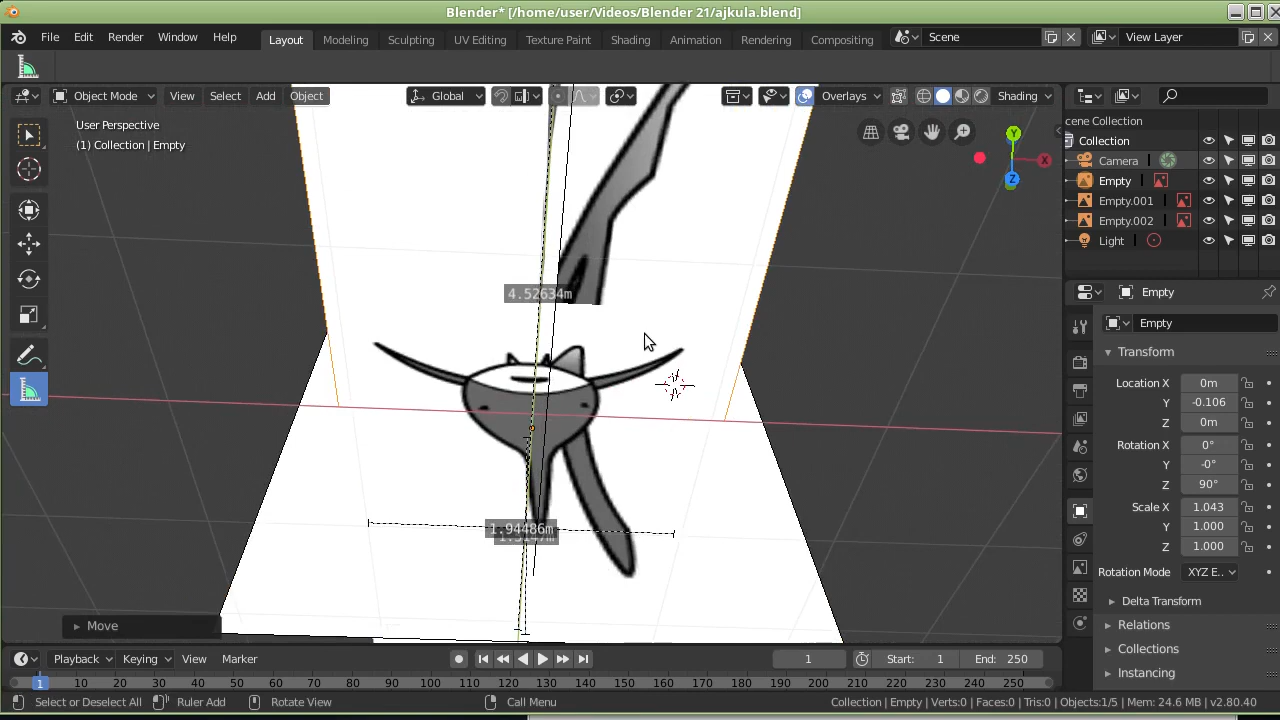 Blender* [/home/user/Videos/Blender 21/ajkula.blend]
File Edit Render Window Help Layout Modeling Sculpting UV Editing Texture Paint Shading Animation Rendering Compositing Scene View Layer
Object Mode View Select Add Object Global Overlays Shading
User Perspective
(1) Collection | Empty
Y
X
Z
4.52634m
1.94486m
Move
cene Collection
Collection
Camera
Empty
Empty.001
Empty.002
Light
Empty
Empty
Transform
Location X 0m
Y -0.106
Z 0m
Rotation X 0°
Y -0°
Z 90°
Scale X 1.043
Y 1.000
Z 1.000
Rotation Mode XYZ E..
Delta Transform
Relations
Collections
Instancing
Playback Keying View Marker 1 Start: 1 End: 250
1 10 20 30 40 50 60 70 80 90 100 110 120 130 140 150 160 170 180 190 200 210 220 230 240 250
Select or Deselect All Ruler Add Rotate View Call Menu Collection | Empty | Verts:0 | Faces:0 | Tris:0 | Objects:1/5 | Mem: 24.6 MB | v2.80.40